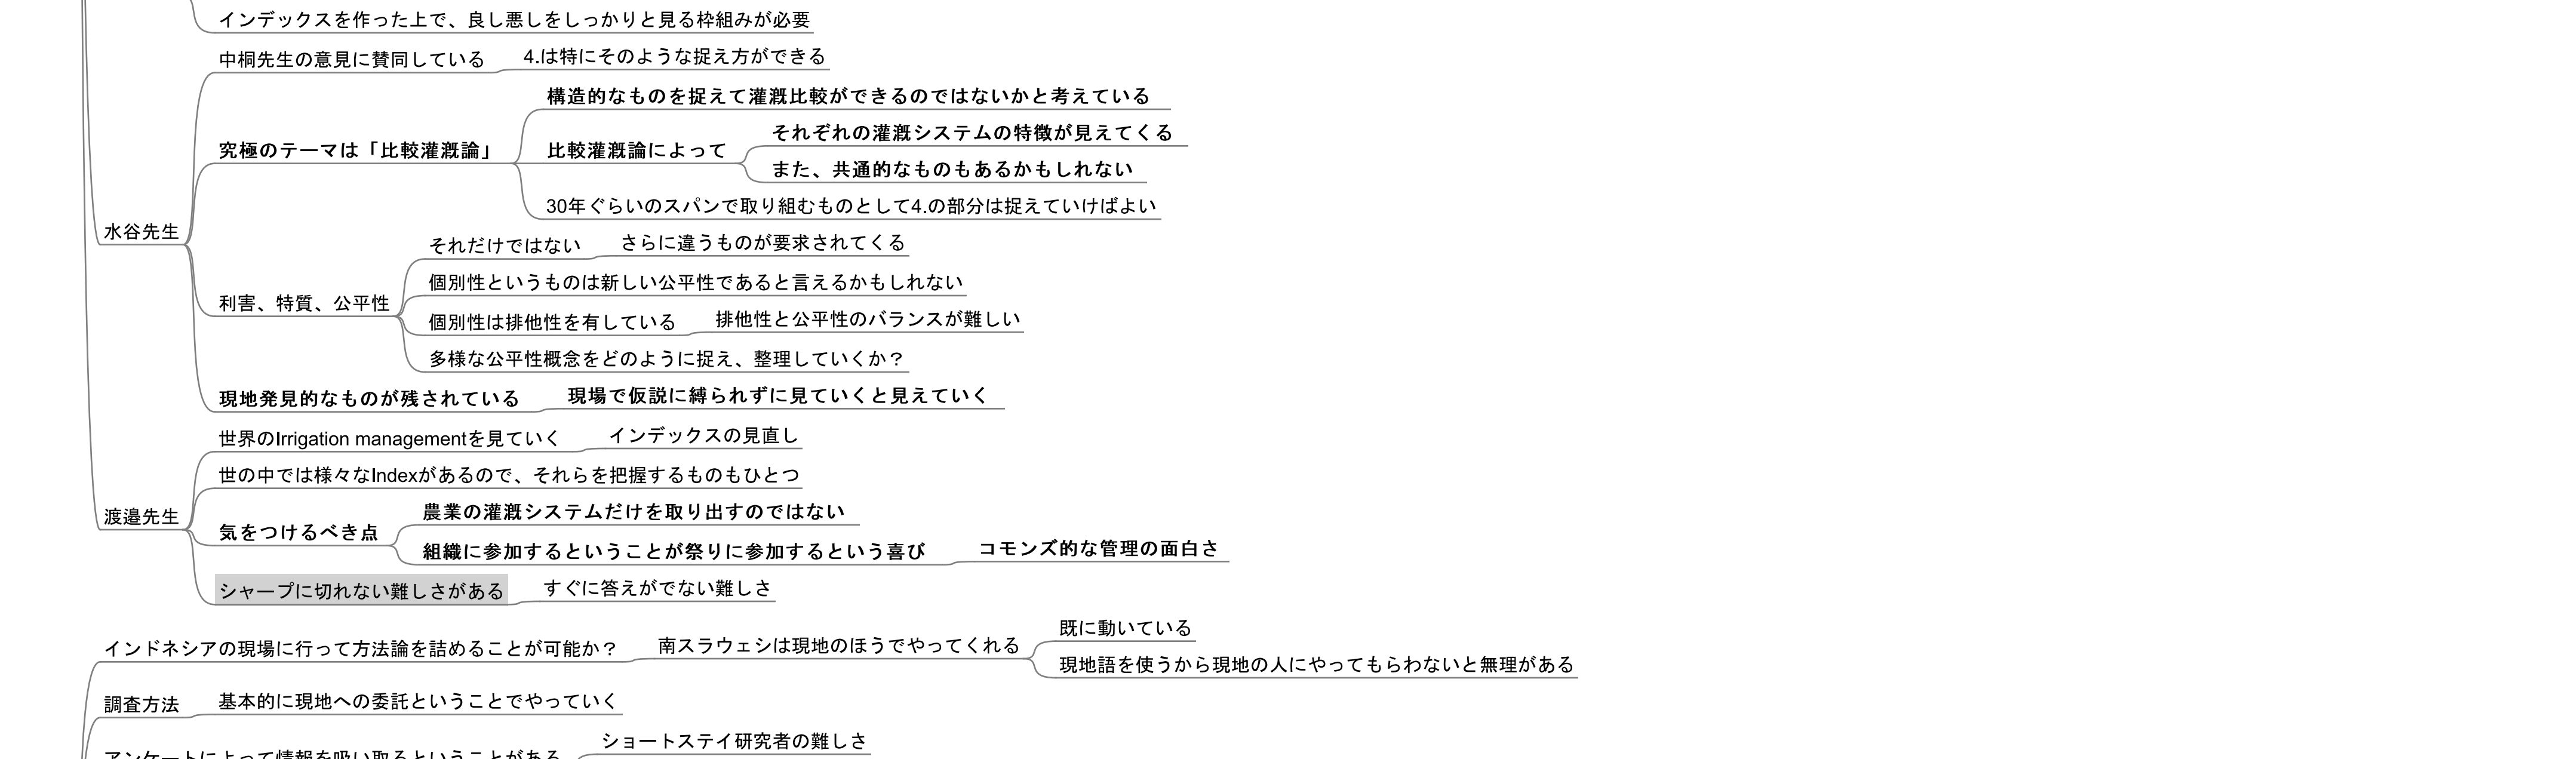 インデックスを作った上で、良し悪しをしっかりと見る枠組みが必要
中桐先生の意見に賛同している
4.は特にそのような捉え方ができる
構造的なものを捉えて灌漑比較ができるのではないかと考えている
究極のテーマは「比較灌漑論」
比較灌漑論によって
それぞれの灌漑システムの特徴が見えてくる
また、共通的なものもあるかもしれない
30年ぐらいのスパンで取り組むものとして4.の部分は捉えていけばよい
水谷先生
利害、特質、公平性
それだけではない
さらに違うものが要求されてくる
個別性というものは新しい公平性であると言えるかもしれない
個別性は排他性を有している
排他性と公平性のバランスが難しい
多様な公平性概念をどのように捉え、整理していくか？
現地発見的なものが残されている
現場で仮説に縛られずに見ていくと見えていく
世界のIrrigation managementを見ていく
インデックスの見直し
世の中では様々なIndexがあるので、それらを把握するものもひとつ
渡邉先生
気をつけるべき点
農業の灌漑システムだけを取り出すのではない
組織に参加するということが祭りに参加するという喜び
コモンズ的な管理の面白さ
シャープに切れない難しさがある
すぐに答えがでない難しさ
インドネシアの現場に行って方法論を詰めることが可能か？
南スラウェシは現地のほうでやってくれる
既に動いている
現地語を使うから現地の人にやってもらわないと無理がある
調査方法
基本的に現地への委託ということでやっていく
アンケートによって情報を吸い取るということがある
ショートステイ研究者の難しさ